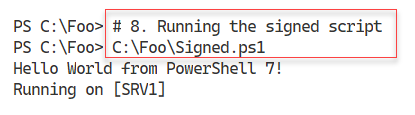 PS C:\Foo> # 8. Running the signed script
PS C:\Foo> C:\Foo\Signed.ps1
Hello World from PowerShell 7!
Running on [SRV1]